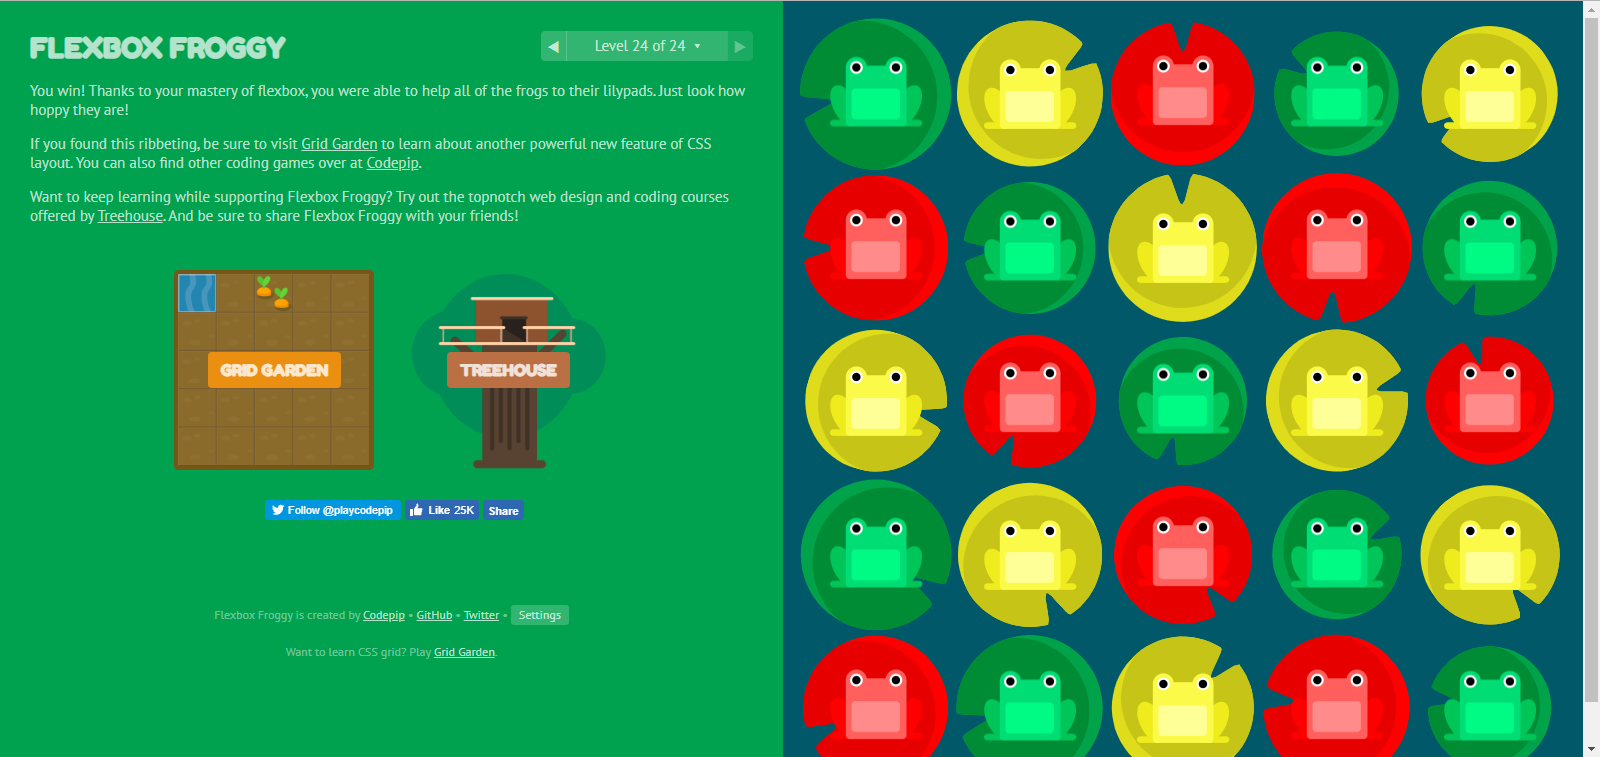 FLEXBOX FROGGY
Level 24 of 24
You win! Thanks to your mastery of flexbox, you were able to help all of the frogs to their lilypads. Just look how
hoppy they are!
If you found this ribbeting, be sure to visit Grid Garden to learn about another powerful new feature of CSS
layout. You can also find other coding games over at Codepip.
Want to keep learning while supporting Flexbox Froggy? Try out the topnotch web design and coding courses
offered by Treehouse. And be sure to share Flexbox Froggy with your friends!
GRID GARDEN
TREEHOUSE
Follow @playcodepip
Like 25K
Share
Flexbox Froggy is created by Codepip • GitHub • Twitter • Settings
Want to learn CSS grid? Play Grid Garden.